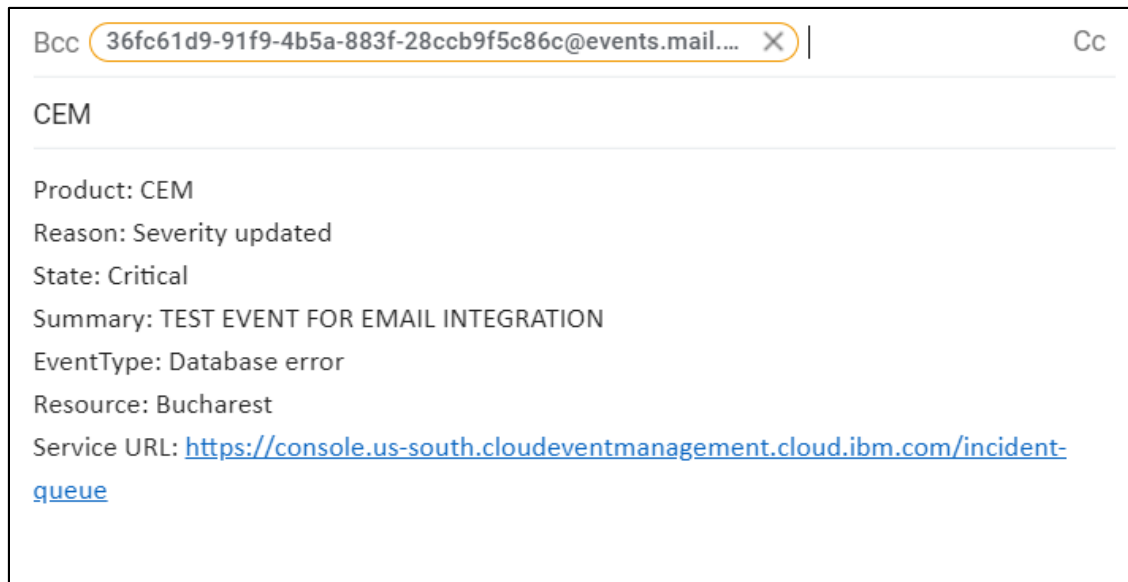 Bcc 36fc61d9-91f9-4b5a-883f-28ccb9f5c86c@events.mail.... Cc
CEM
Product: CEM
Reason: Severity updated
State: Critical
Summary: TEST EVENT FOR EMAIL INTEGRATION
EventType: Database error
Resource: Bucharest
Service URL: https://console.us-south.cloudeventmanagement.cloud.ibm.com/incident-
queue